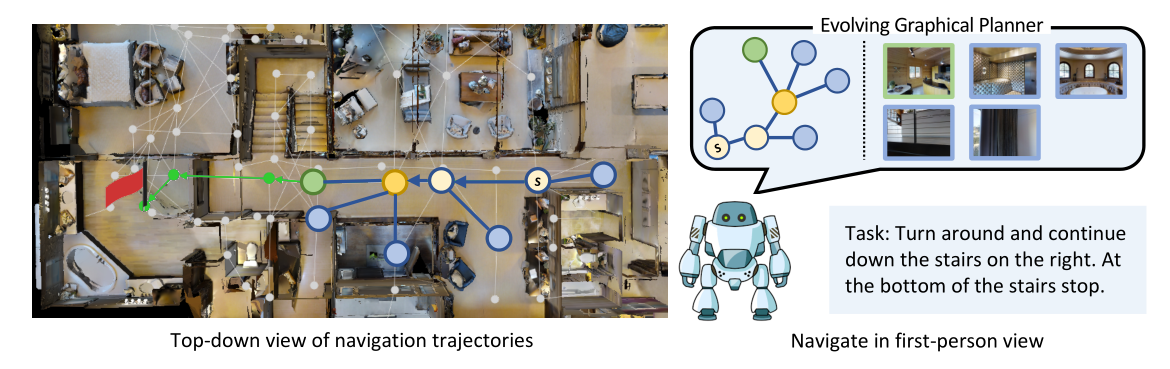 Evolving Graphical Planner
S
S
Task: Turn around and continue
down the stairs on the right. At
the bottom of the stairs stop.
Top-down view of navigation trajectories
Navigate in first-person view